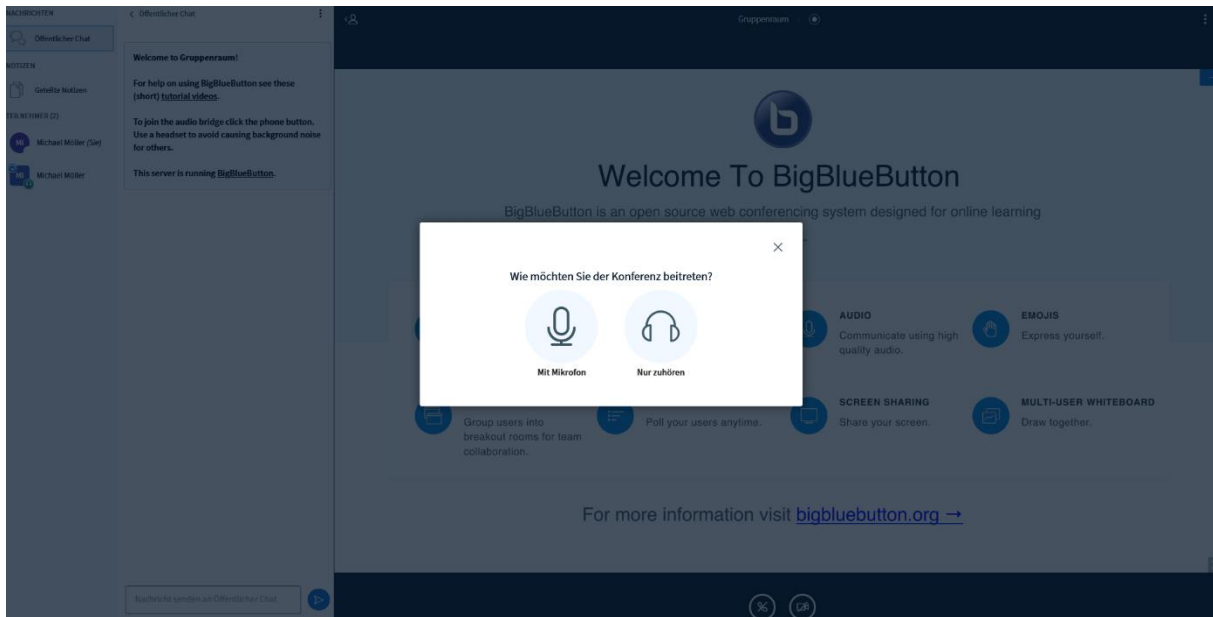 NACHRICHTEN
Öffentlicher Chat
NOTIZEN
Geteilte Notizen
TEILNEHMER (2)
MI
Michael Möller (Sie)
MI
Michael Möller
Öffentlicher Chat
Welcome to Gruppenraum!
For help on using BigBlueButton see these
(short) tutorial videos.
To join the audio bridge click the phone button.
Use a headset to avoid causing background noise
for others.
This server is running BigBlueButton.
Nachricht senden an Öffentlicher Chat
Gruppenraum
b
Welcome To BigBlueButton
BigBlueButton is an open source web conferencing system designed for online learning
Wie möchten Sie der Konferenz beitreten?
Mit Mikrofon
Nur zuhören
AUDIO
Communicate using high
quality audio.
EMOJIS
Express yourself.
Group users into
breakout rooms for team
collaboration.
Poll your users anytime.
SCREEN SHARING
Share your screen.
MULTI-USER WHITEBOARD
Draw together.
For more information visit bigbluebutton.org →